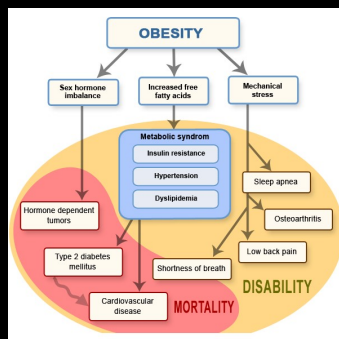 OBESITY
Sex hormone
imbalance
Increased free
fatty acids
Mechanical
stress
Metabolic syndrom
Insulin resistance
Hypertension
Dyslipidemia
Sleep apnea
Hormone dependent
tumors
Osteoarthritis
Type 2 diabetes
mellitus
Shortness of breath
Low back pain
DISABILITY
Cardiovascular
disease
MORTALITY